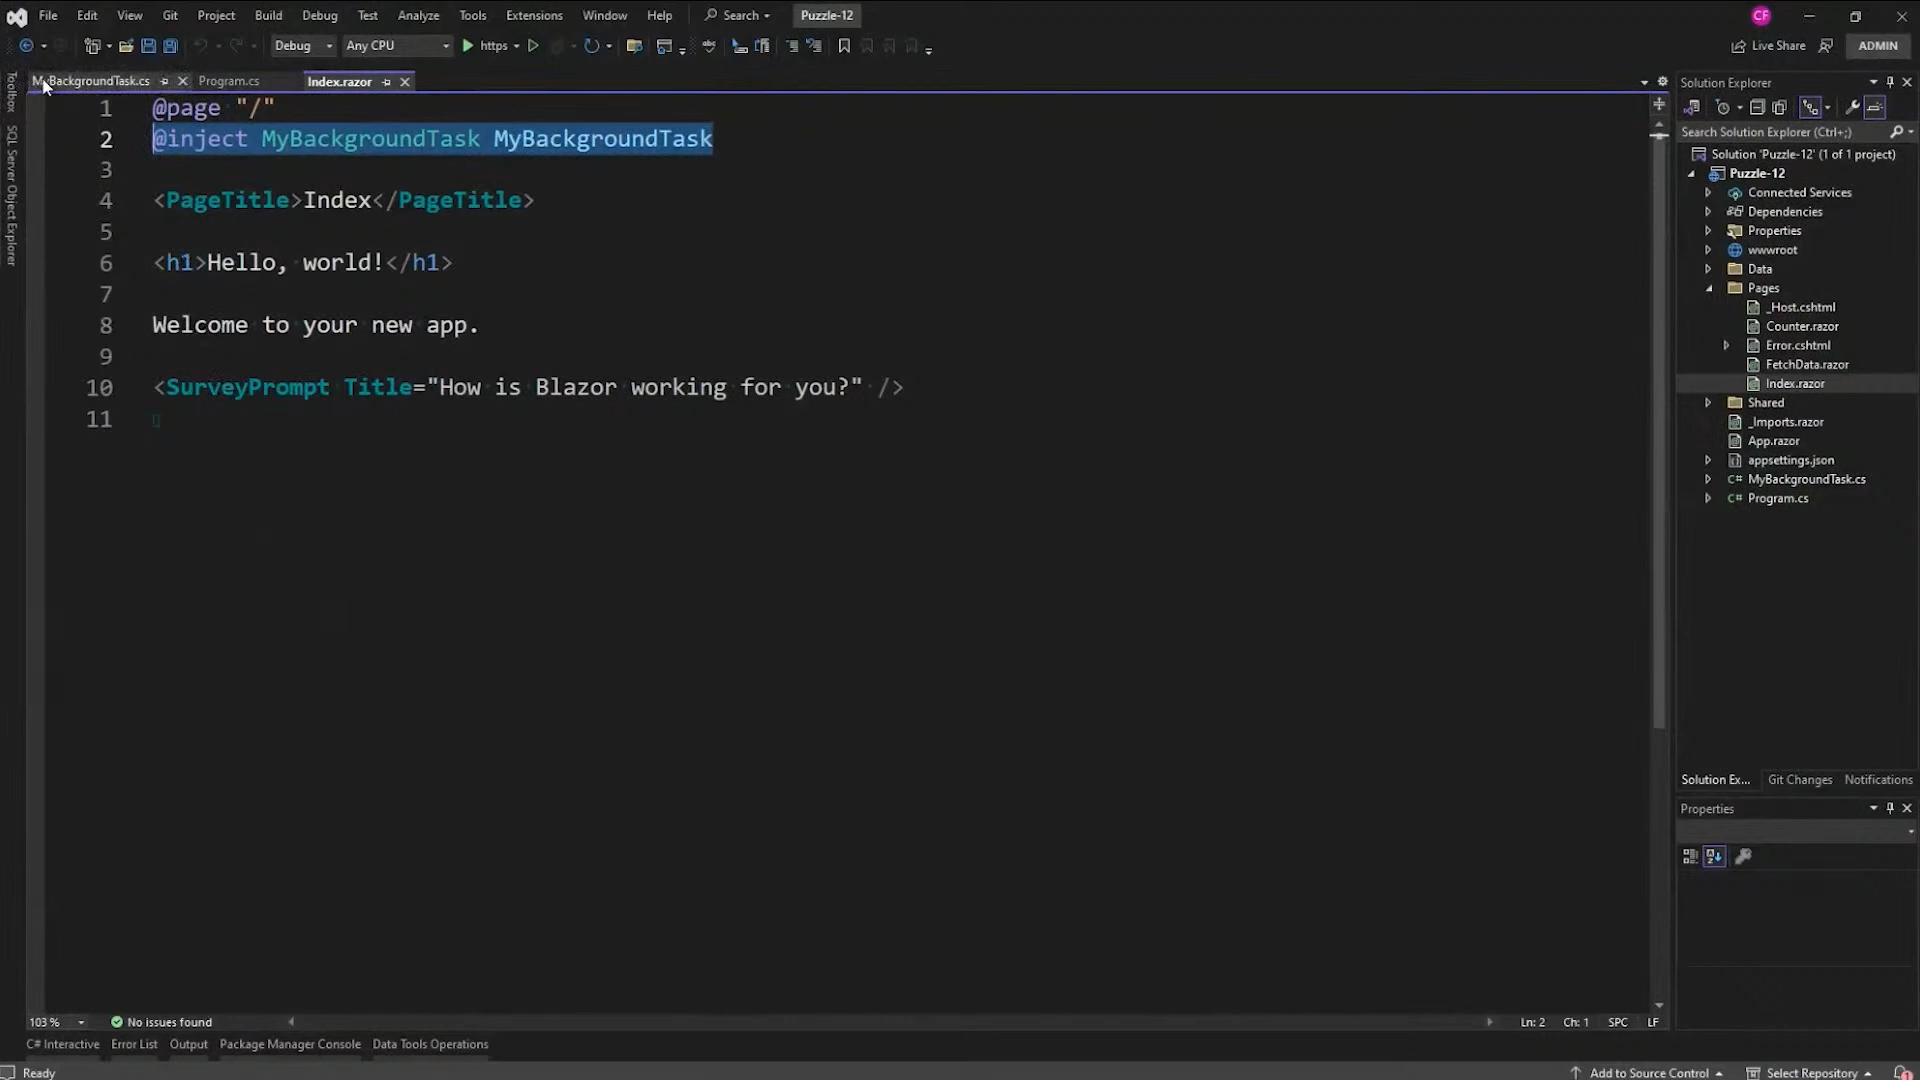 File Edit View Git Project Build Debug Test Analyze Tools Extensions Window Help Search Puzzle-12 CF
Debug Any CPU https Live Share ADMIN
MyBackgroundTask.cs Program.cs Index.razor
Toolbox
SQL Server Object Explorer
1 @page "/"
2 @inject MyBackgroundTask MyBackgroundTask
3
4 <PageTitle>Index</PageTitle>
5
6 <h1>Hello, world!</h1>
7
8 Welcome to your new app.
9
10 <SurveyPrompt Title="How is Blazor working for you?" />
11
Solution Explorer
Search Solution Explorer (Ctrl+;)
Solution 'Puzzle-12' (1 of 1 project)
Puzzle-12
Connected Services
Dependencies
Properties
wwwroot
Data
Pages
_Host.cshtml
Counter.razor
Error.cshtml
FetchData.razor
Index.razor
Shared
_Imports.razor
App.razor
appsettings.json
C# MyBackgroundTask.cs
C# Program.cs
Solution Ex... Git Changes Notifications
Properties
103 % No issues found Ln: 2 Ch: 1 SPC LF
C# Interactive Error List Output Package Manager Console Data Tools Operations
Ready Add to Source Control Select Repository 1